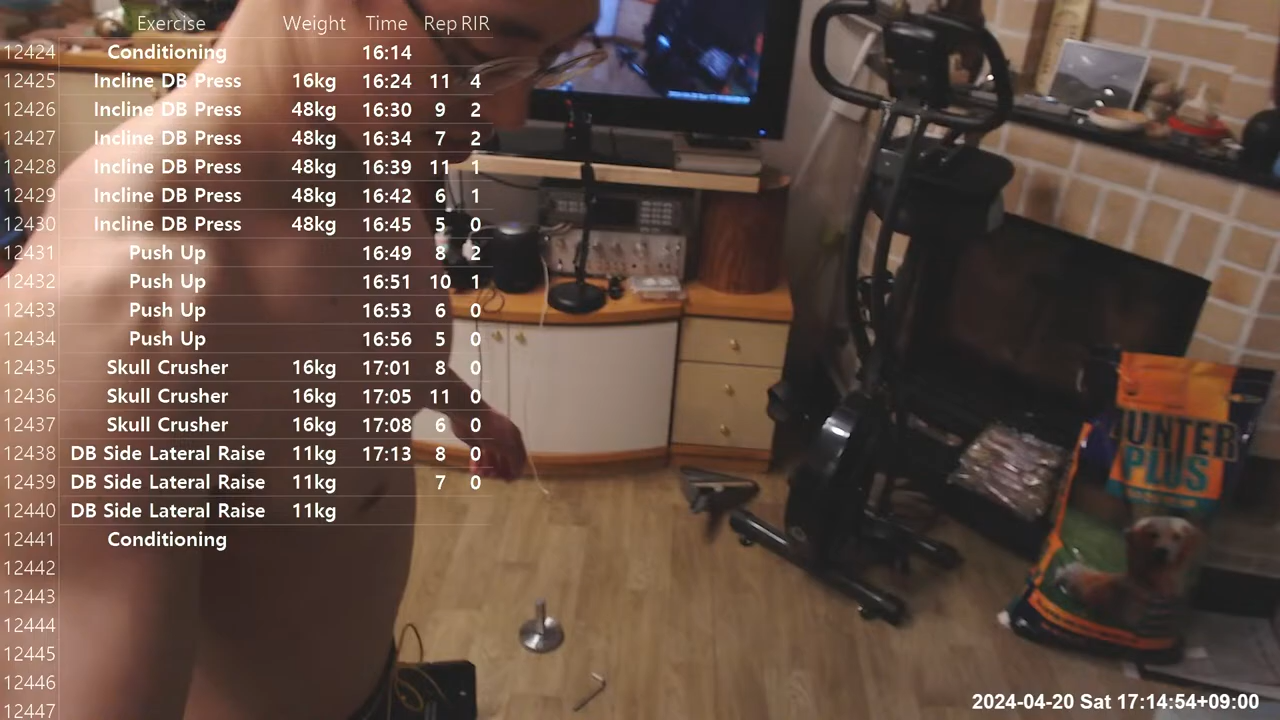 Exercise Weight Time Rep RIR
12424 Conditioning 16:14
12425 Incline DB Press 16kg 16:24 11 4
12426 Incline DB Press 48kg 16:30 9 2
12427 Incline DB Press 48kg 16:34 7 2
12428 Incline DB Press 48kg 16:39 11 1
12429 Incline DB Press 48kg 16:42 6 1
12430 Incline DB Press 48kg 16:45 5 0
12431 Push Up 16:49 8 2
12432 Push Up 16:51 10 1
12433 Push Up 16:53 6 0
12434 Push Up 16:56 5 0
12435 Skull Crusher 16kg 17:01 8 0
12436 Skull Crusher 16kg 17:05 11 0
12437 Skull Crusher 16kg 17:08 6 0
12438 DB Side Lateral Raise 11kg 17:13 8 0
12439 DB Side Lateral Raise 11kg 7 0
12440 DB Side Lateral Raise 11kg
12441 Conditioning
12442
12443
12444
12445
12446
12447
UNTER
PLUS
2024-04-20 Sat 17:14:54+09:00